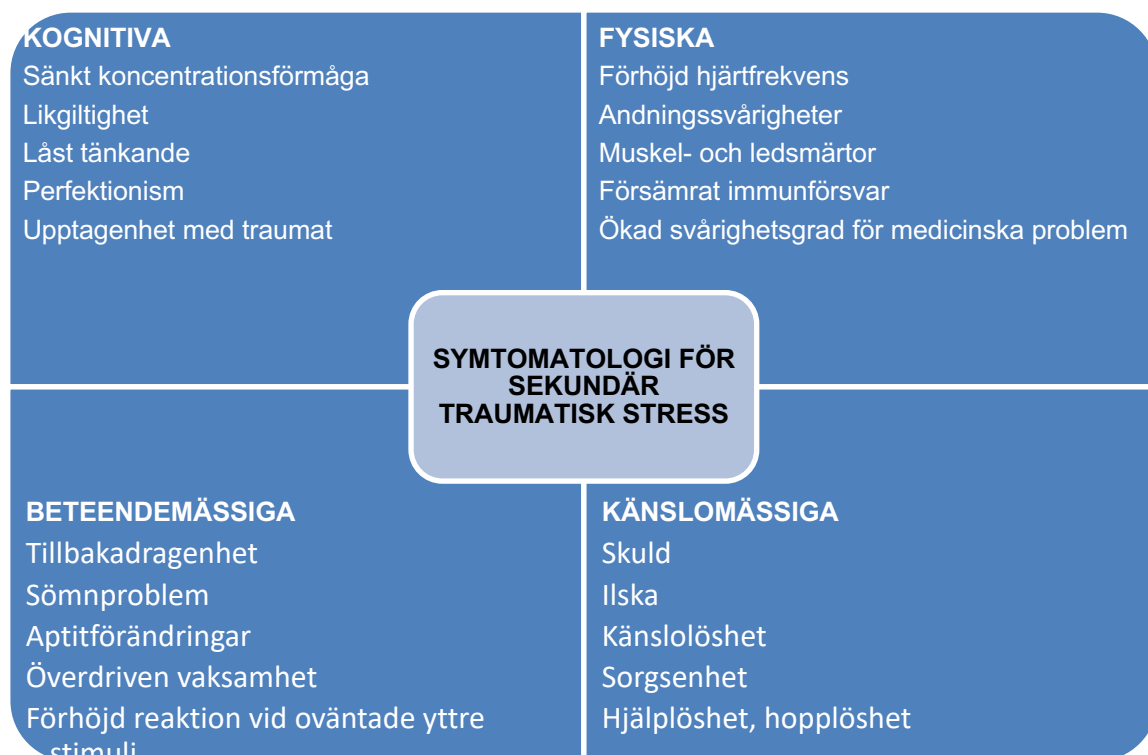 KOGNITIVA
Sänkt koncentrationsförmåga
Likgiltighet
Låst tänkande
Perfektionism
Upptagenhet med traumat
FYSISKA
Förhöjd hjärtfrekvens
Andningssvårigheter
Muskel- och ledsmärtor
Försämrat immunförsvar
Ökad svårighetsgrad för medicinska problem
SYMTOMATOLOGI FÖR
SEKUNDÄR
TRAUMATISK STRESS
BETEENDEMÄSSIGA
Tillbakadragenhet
Sömnproblem
Aptitförändringar
Överdriven vaksamhet
Förhöjd reaktion vid oväntade yttre
stimuli
KÄNSLOMÄSSIGA
Skuld
Ilska
Känslolöshet
Sorgsenhet
Hjälplöshet, hopplöshet